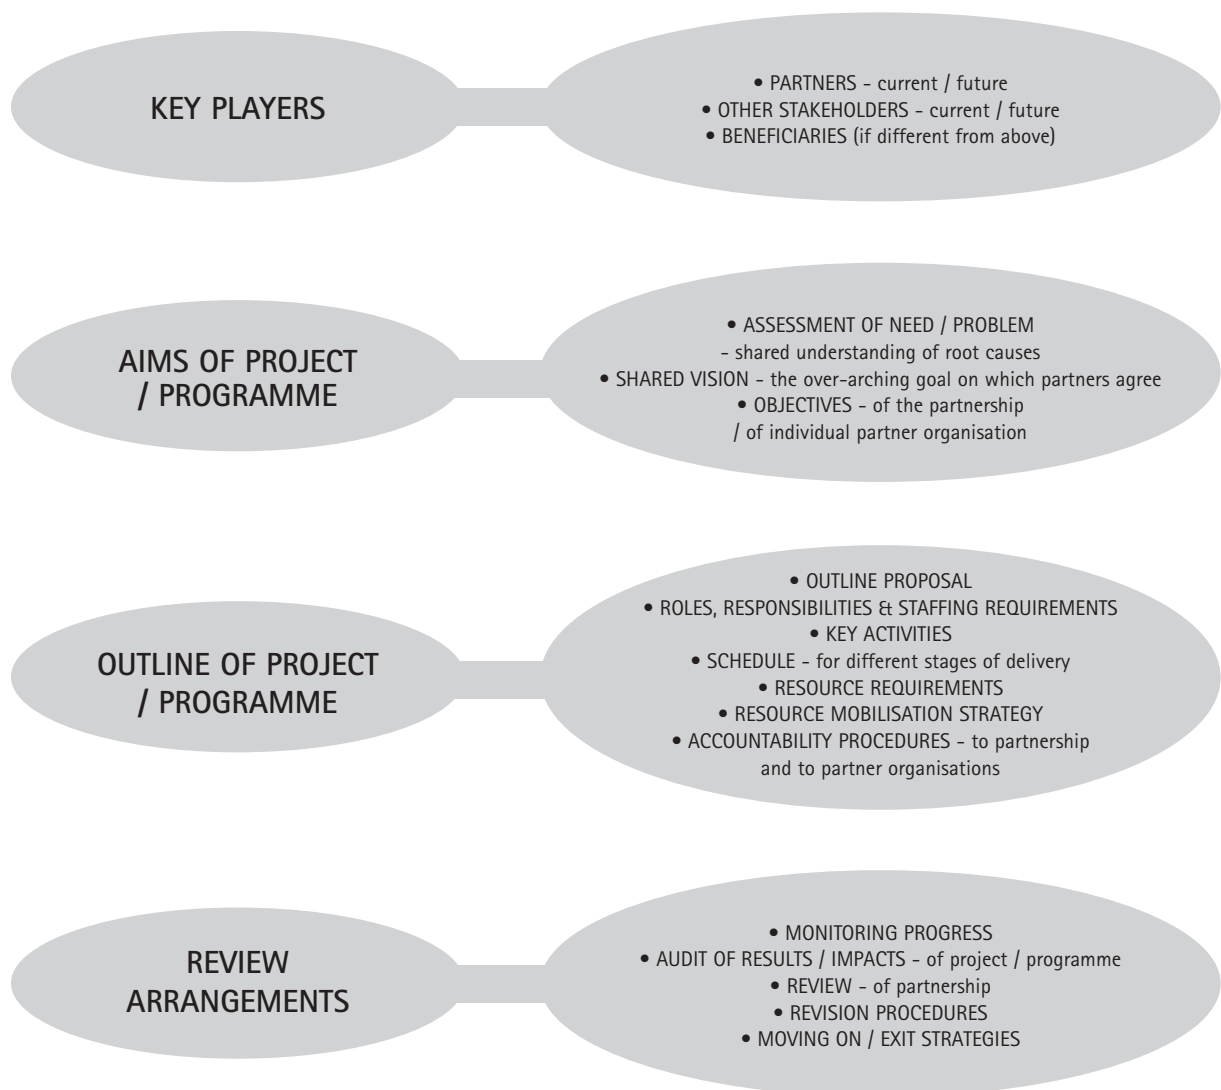 KEY PLAYERS
• PARTNERS - current / future
• OTHER STAKEHOLDERS - current / future
• BENEFICIARIES (if different from above)
AIMS OF PROJECT
/ PROGRAMME
• ASSESSMENT OF NEED / PROBLEM
- shared understanding of root causes
• SHARED VISION - the over-arching goal on which partners agree
• OBJECTIVES - of the partnership
/ of individual partner organisation
OUTLINE OF PROJECT
/ PROGRAMME
• OUTLINE PROPOSAL
• ROLES, RESPONSIBILITIES & STAFFING REQUIREMENTS
• KEY ACTIVITIES
• SCHEDULE - for different stages of delivery
• RESOURCE REQUIREMENTS
• RESOURCE MOBILISATION STRATEGY
• ACCOUNTABILITY PROCEDURES - to partnership
and to partner organisations
REVIEW
ARRANGEMENTS
• MONITORING PROGRESS
• AUDIT OF RESULTS / IMPACTS - of project / programme
• REVIEW - of partnership
• REVISION PROCEDURES
• MOVING ON / EXIT STRATEGIES